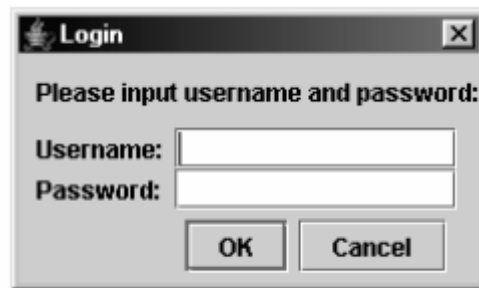 Login
Please input username and password:
Username:
Password:
OK Cancel